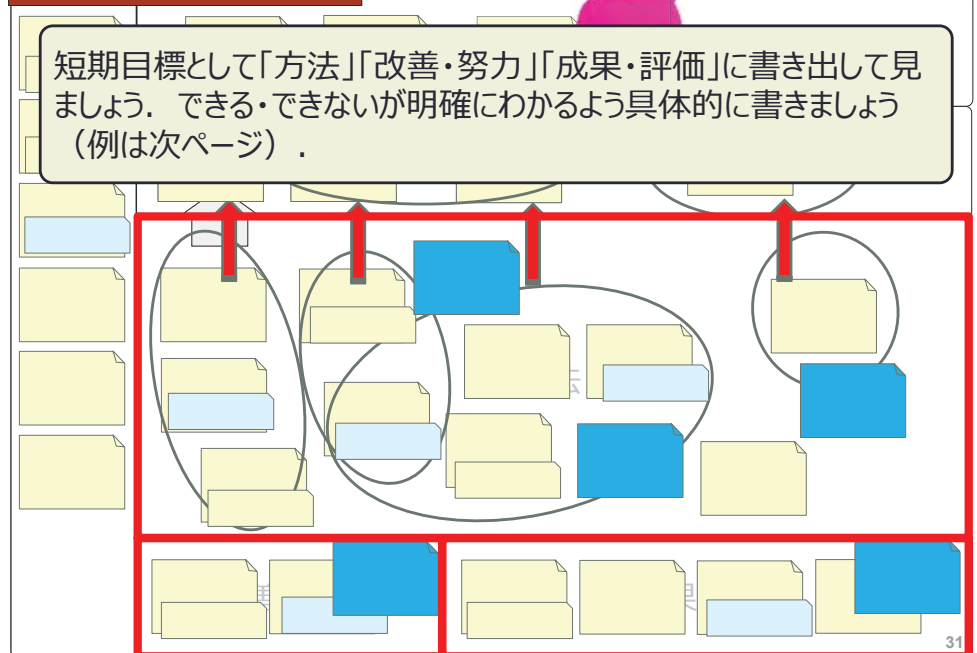 短期目標として「方法」「改善・努力」「成果・評価」に書き出して見
ましょう．できる・できないが明確にわかるよう具体的に書きましょう
（例は次ページ）．
31